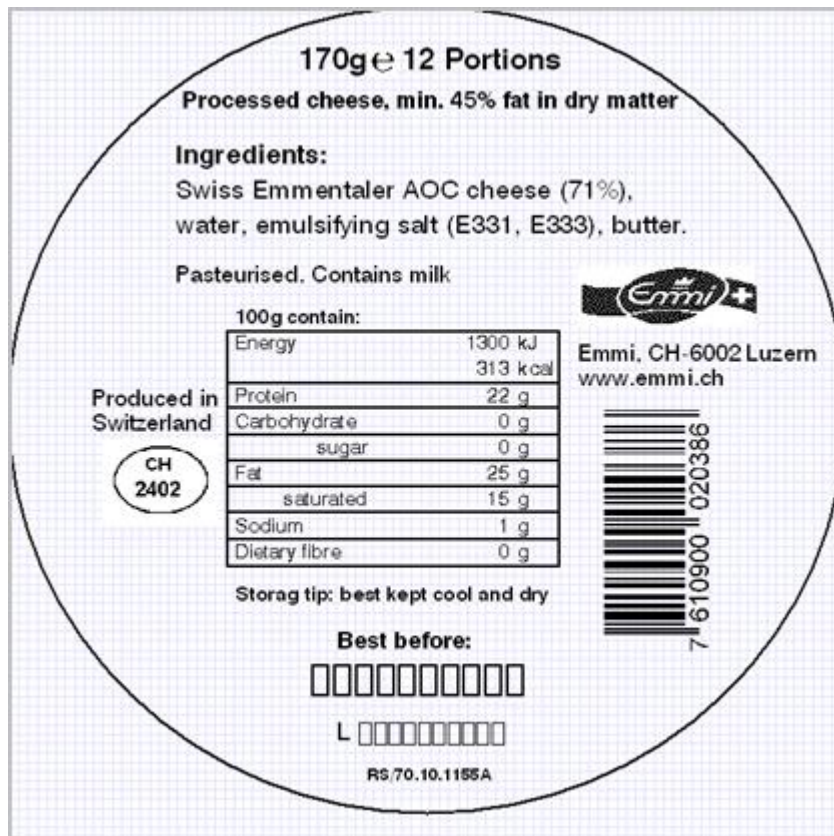 170g ℮ 12 Portions
Processed cheese, min. 45% fat in dry matter
Ingredients:
Swiss Emmentaler AOC cheese (71%),
water, emulsifying salt (E331, E333), butter.
Pasteurised. Contains milk
Emmi
Emmi, CH-6002 Luzern
www.emmi.ch
100g contain:
Energy 1300 kJ
313 kcal
Protein 22 g
Carbohydrate 0 g
sugar 0 g
Fat 25 g
saturated 15 g
Sodium 1 g
Dietary fibre 0 g
Produced in
Switzerland
CH
2402
7 610900 020386
Storag tip: best kept cool and dry
Best before:
L
RS/70.10.1155A